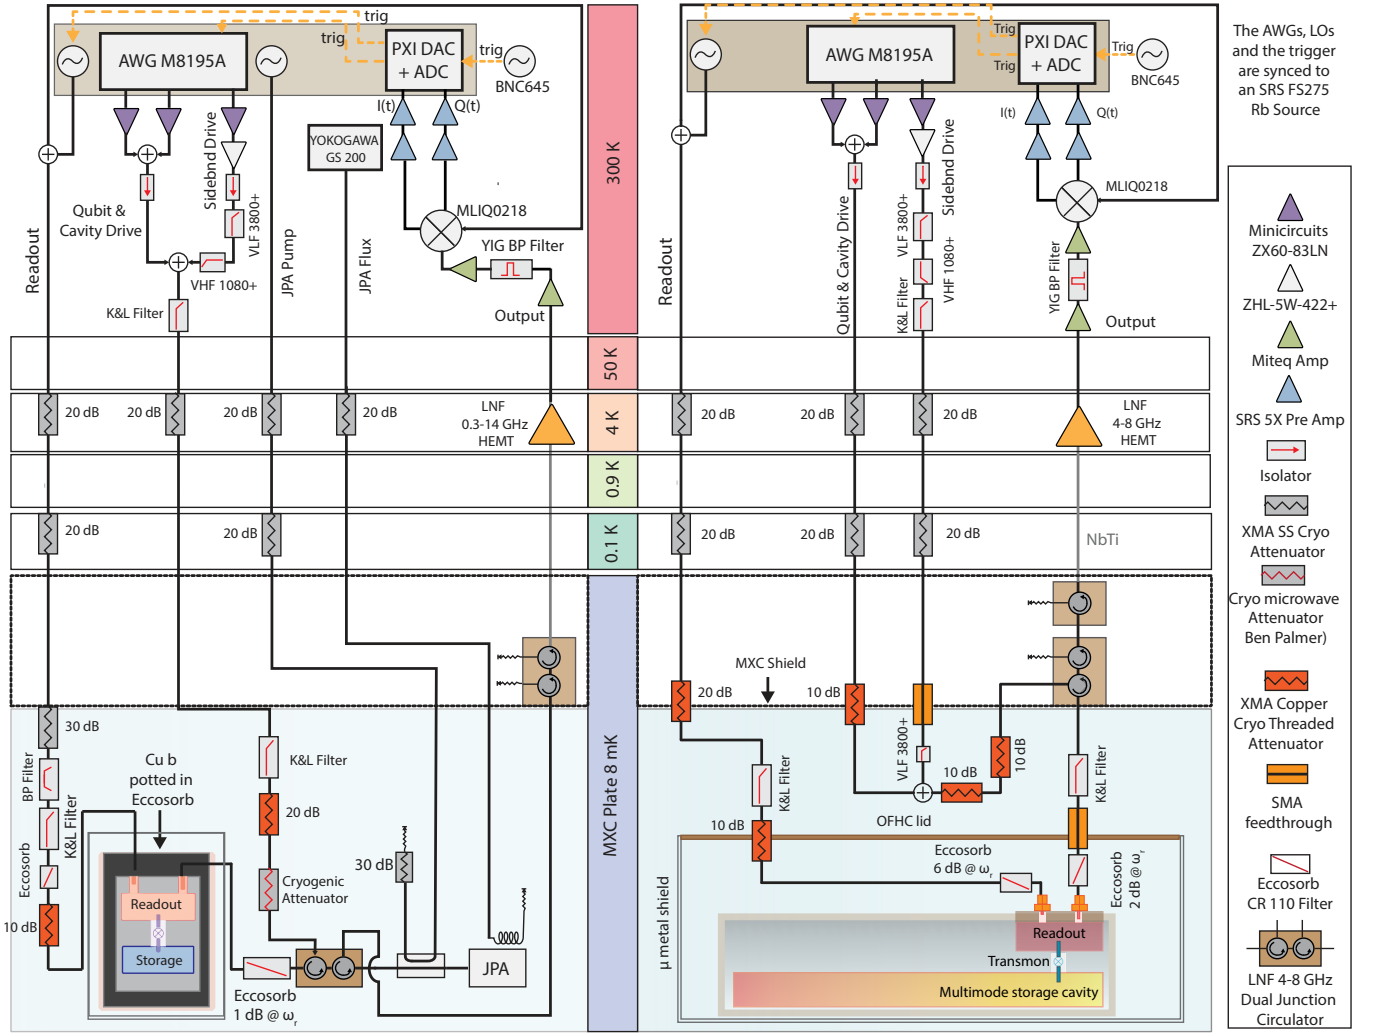 trig
trig
trig
AWG M8195A
PXI DAC
+ ADC
BNC645
I(t)
Q(t)
YOKOGAWA
GS 200
Sidebnd Drive
VLF 3800+
Qubit &
Cavity Drive
Readout
VHF 1080+
K&L Filter
JPA Pump
JPA Flux
MLIQ0218
YIG BP Filter
Output
300 K
50 K
4 K
0.9 K
0.1 K
MXC Plate 8 mK
20 dB
20 dB
20 dB
20 dB
LNF
0.3-14 GHz
HEMT
20 dB
20 dB
30 dB
BP Filter
K&L Filter
Eccosorb
10 dB
Cu b
potted in
Eccosorb
Readout
Storage
K&L Filter
20 dB
Cryogenic
Attenuator
30 dB
Eccosorb
1 dB @ ωr
JPA
AWG M8195A
Trig
Trig
Trig
PXI DAC
+ ADC
BNC645
I(t)
Q(t)
MLIQ0218
Readout
Qubit & Cavity Drive
Sidebnd Drive
VLF 3800+
VHF 1080+
K&L Filter
YIG BP Filter
Output
20 dB
20 dB
20 dB
LNF
4-8 GHz
HEMT
20 dB
20 dB
20 dB
NbTi
MXC Shield
20 dB
10 dB
VLF 3800+
10 dB
10 dB
K&L Filter
K&L Filter
10 dB
OFHC lid
Eccosorb
6 dB @ ωr
Eccosorb
2 dB @ ωr
μ metal shield
Readout
Transmon
Multimode storage cavity
The AWGs, LOs
and the trigger
are synced to
an SRS FS275
Rb Source
Minicircuits
ZX60-83LN
ZHL-5W-422+
Miteq Amp
SRS 5X Pre Amp
Isolator
XMA SS Cryo
Attenuator
Cryo microwave
Attenuator
Ben Palmer)
XMA Copper
Cryo Threaded
Attenuator
SMA
feedthrough
Eccosorb
CR 110 Filter
LNF 4-8 GHz
Dual Junction
Circulator